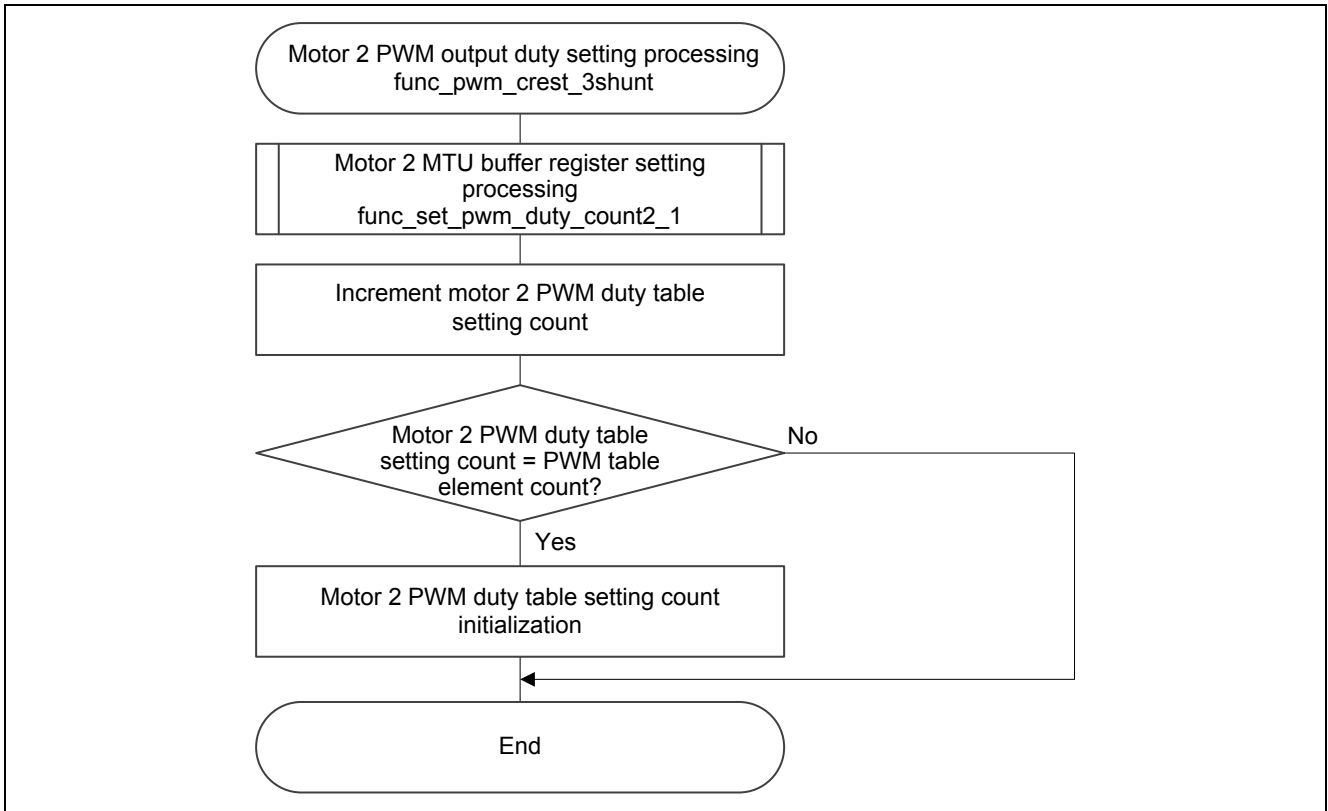 Motor 2 PWM output duty setting processing
func_pwm_crest_3shunt
Motor 2 MTU buffer register setting
processing
func_set_pwm_duty_count2_1
Increment motor 2 PWM duty table
setting count
Motor 2 PWM duty table
setting count = PWM table
element count?
No
Yes
Motor 2 PWM duty table setting count
initialization
End